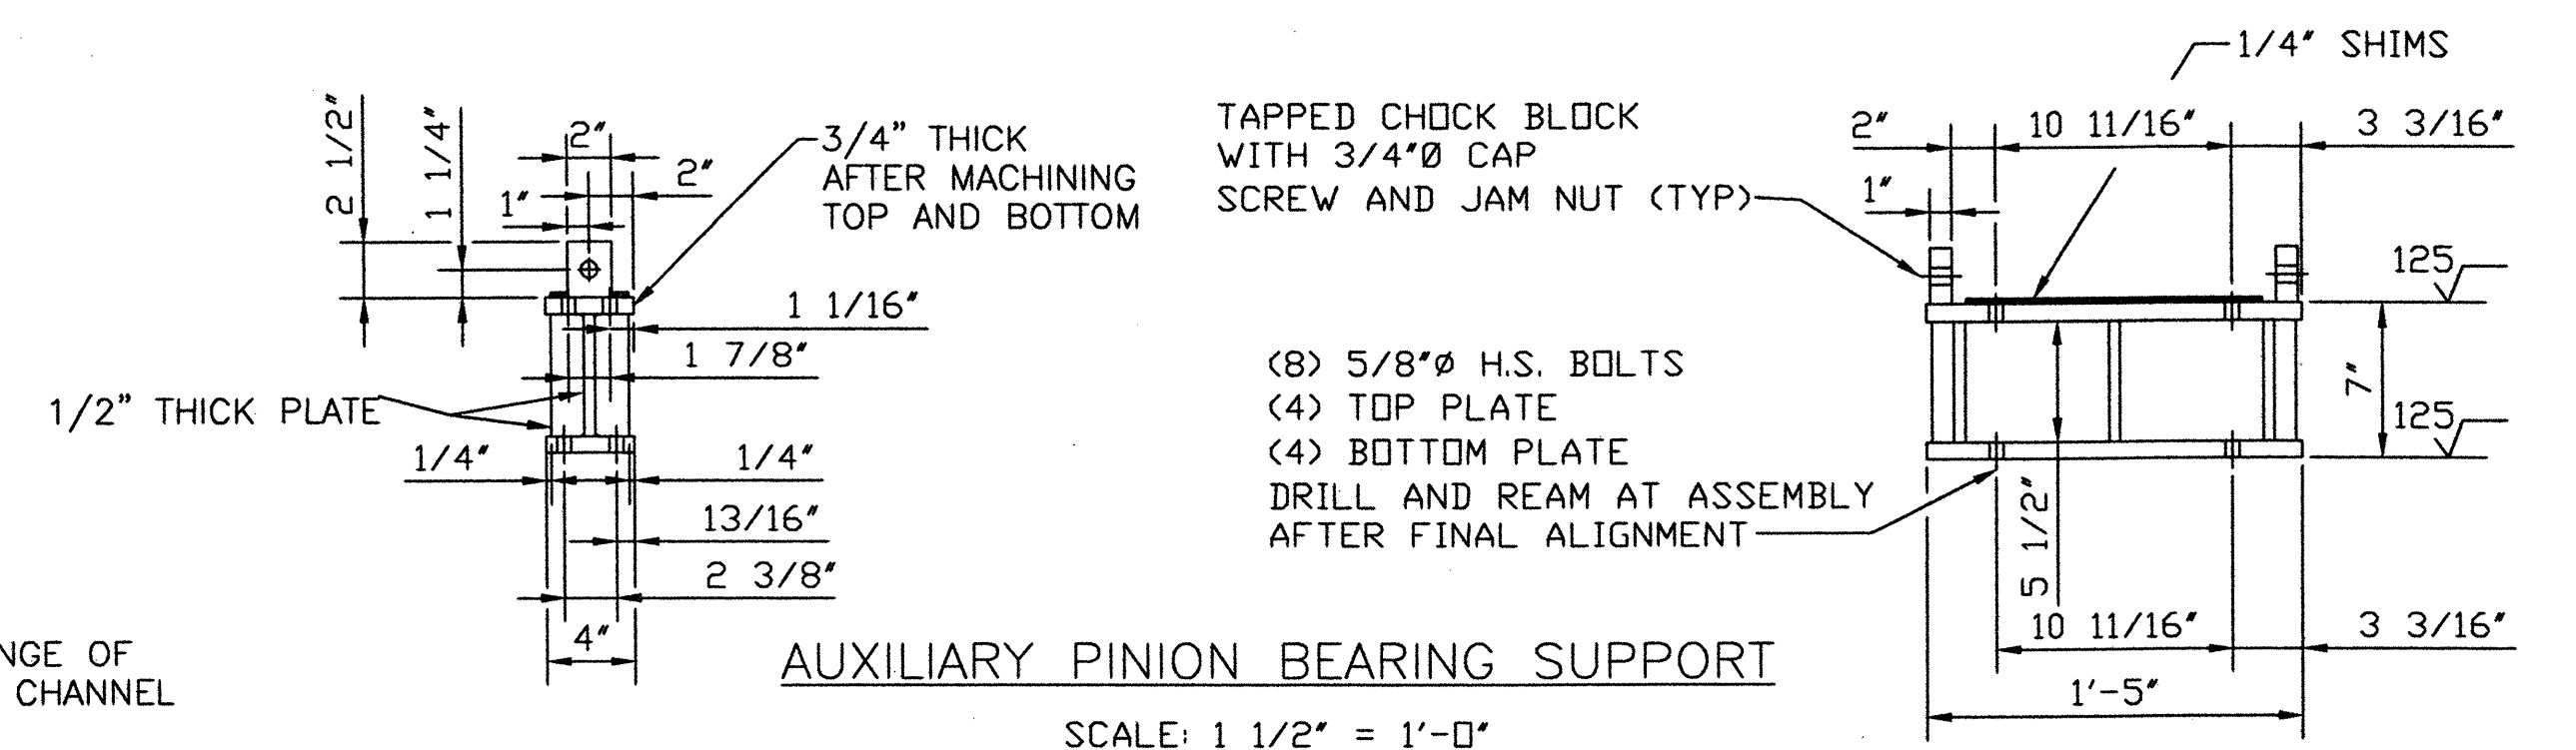 2 1/2"
1 1/4"
2"
2"
1"
3/4" THICK
AFTER MACHINING
TOP AND BOTTOM
1 1/16"
1 7/8"
1/2" THICK PLATE
1/4"
1/4"
13/16"
2 3/8"
4"
NGE OF
CHANNEL
TAPPED CHOCK BLOCK
WITH 3/4"Ø CAP
SCREW AND JAM NUT (TYP)
(8) 5/8"Ø H.S. BOLTS
(4) TOP PLATE
(4) BOTTOM PLATE
DRILL AND REAM AT ASSEMBLY
AFTER FINAL ALIGNMENT
1/4" SHIMS
2"
10 11/16"
3 3/16"
1"
125
7"
125
5 1/2"
10 11/16"
3 3/16"
1'-5"
AUXILIARY PINION BEARING SUPPORT
SCALE: 1 1/2" = 1'-0"